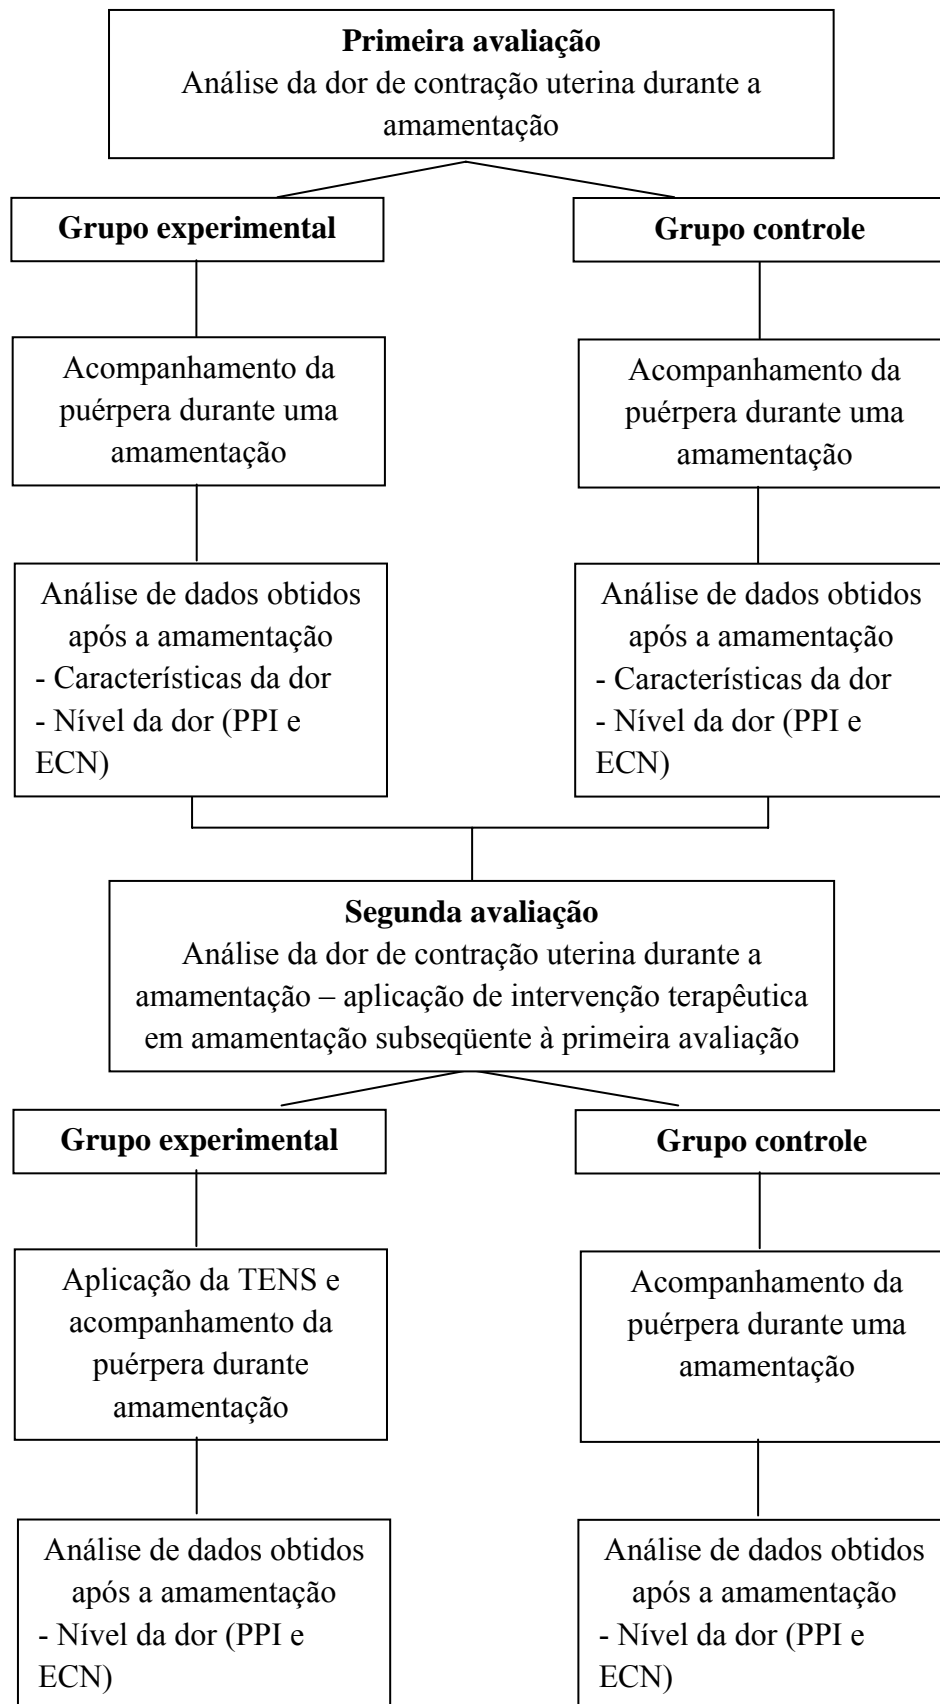 Primeira avaliação
Análise da dor de contração uterina durante a
amamentação
Grupo experimental
Grupo controle
Acompanhamento da
puérpera durante uma
amamentação
Acompanhamento da
puérpera durante uma
amamentação
Análise de dados obtidos
após a amamentação
- Características da dor
- Nível da dor (PPI e
ECN)
Análise de dados obtidos
após a amamentação
- Características da dor
- Nível da dor (PPI e
ECN)
Segunda avaliação
Análise da dor de contração uterina durante a
amamentação – aplicação de intervenção terapêutica
em amamentação subseqüente à primeira avaliação
Grupo experimental
Grupo controle
Aplicação da TENS e
acompanhamento da
puérpera durante
amamentação
Acompanhamento da
puérpera durante uma
amamentação
Análise de dados obtidos
após a amamentação
- Nível da dor (PPI e
ECN)
Análise de dados obtidos
após a amamentação
- Nível da dor (PPI e
ECN)